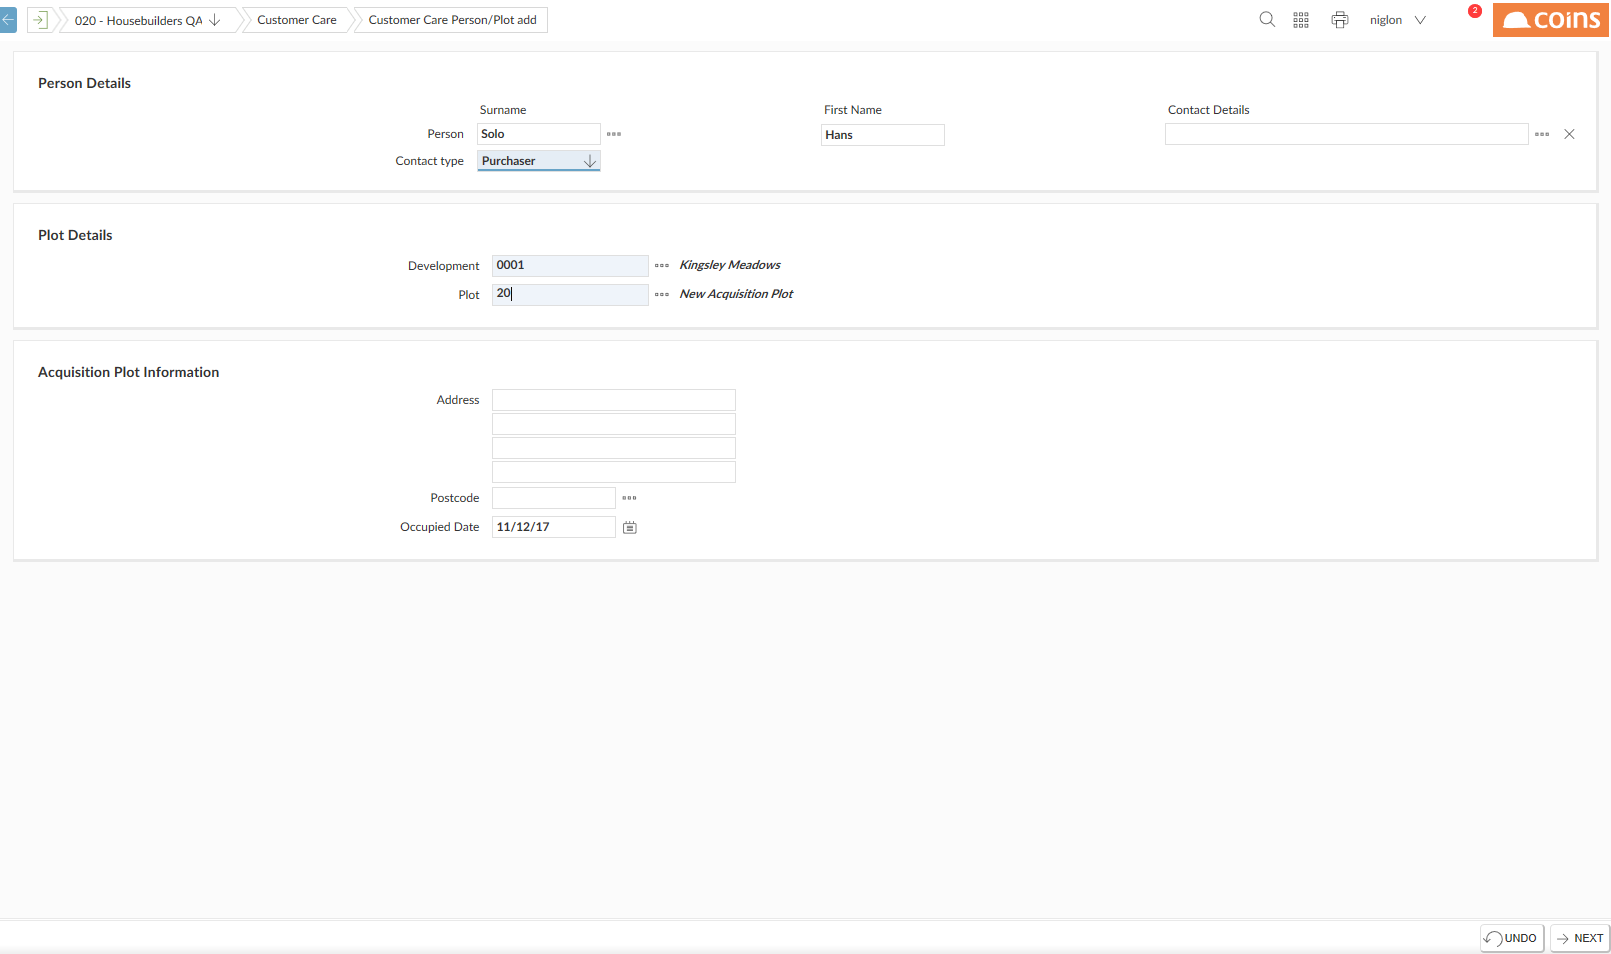 020 - Housebuilders QA
Customer Care
Customer Care Person/Plot add
niglon
2
coins
Person Details
Surname
First Name
Contact Details
Person
Solo
Hans
Contact type
Purchaser
Plot Details
Development
0001
Kingsley Meadows
Plot
20
New Acquisition Plot
Acquisition Plot Information
Address
Postcode
Occupied Date
11/12/17
UNDO
NEXT